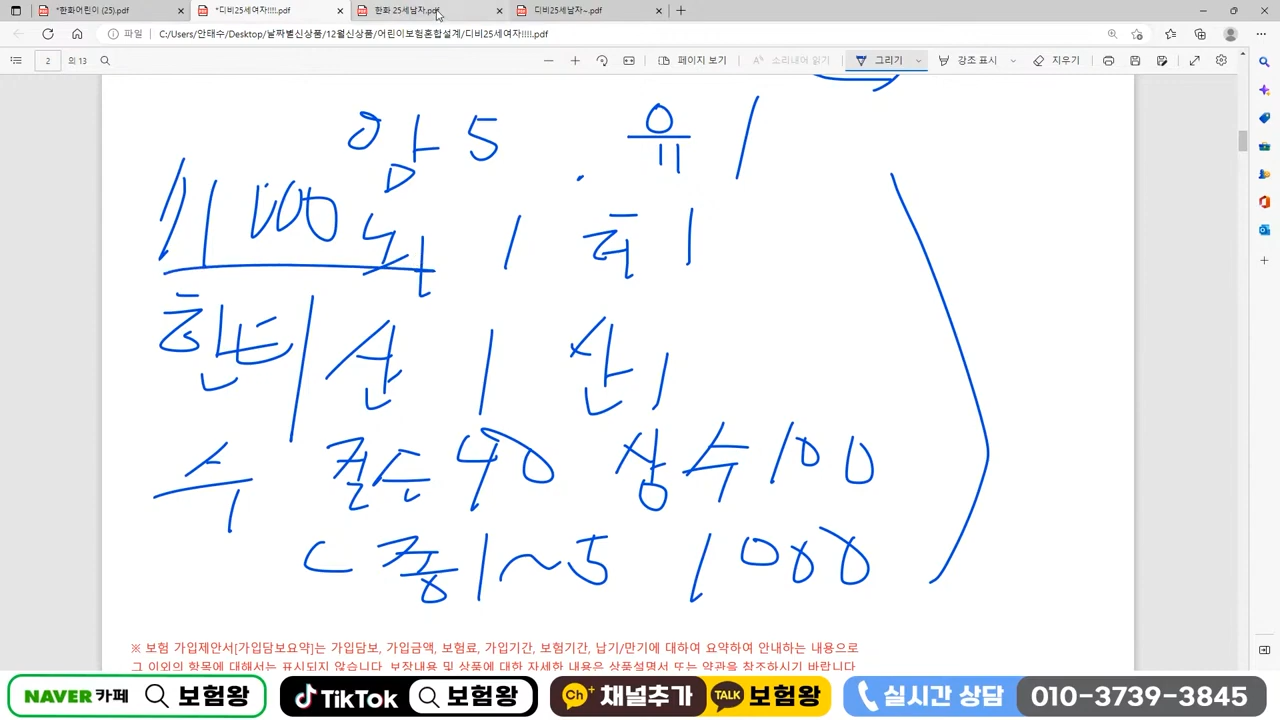 *한화어린이 (25).pdf
*디비25세여자!!!!.pdf
한화 25세남자.pdf
디비25세남자~.pdf
파일
C:/Users/안태수/Desktop/날짜별신상품/12월신상품/어린이보험혼합설계/디비25세여자!!!!.pdf
2
의 13
페이지 보기
소리내어 읽기
그리기
강조 표시
지우기
암 5 유 1
뇌 1 허 1
산 1 산 1
수 질수 40 상수 100
종 1~5 1000
※ 보험 가입제안서[가입담보요약]는 가입담보, 가입금액, 보험료, 가입기간, 보험기간, 납기/만기에 대하여 요약하여 안내하는 내용으로
그 이외의 항목에 대해서는 표시되지 않습니다. 보장내용 및 상품에 대한 자세한 내용은 상품설명서 또는 약관을 참조하시기 바랍니다
NAVER 카페 보험왕
TikTok 보험왕
Ch+ 채널추가 TALK 보험왕
실시간 상담 010-3739-3845